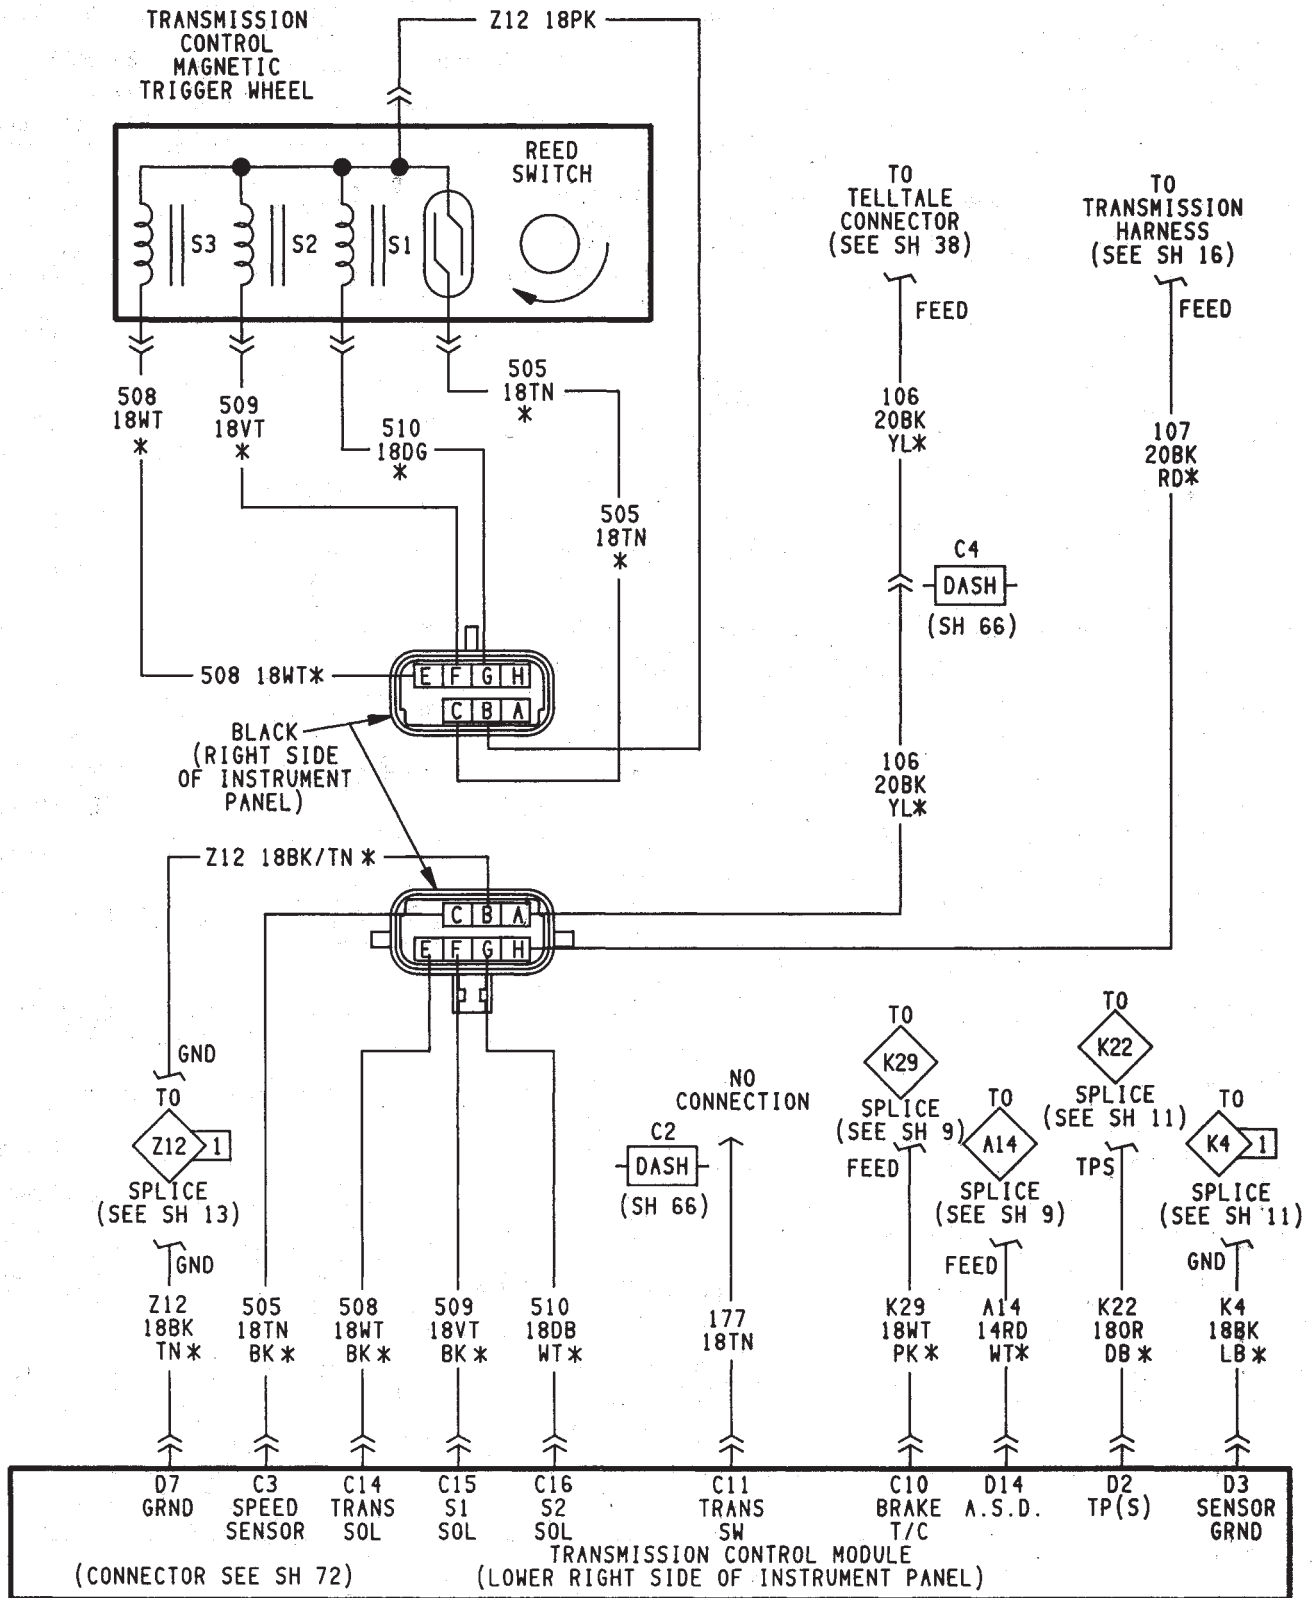 TRANSMISSION
CONTROL
MAGNETIC
TRIGGER WHEEL
Z12 18PK
REED
SWITCH
S3
S2
S1
TO
TELLTALE
CONNECTOR
(SEE SH 38)
FEED
TO
TRANSMISSION
HARNESS
(SEE SH 16)
FEED
508
18WT
*
509
18VT
*
510
18DG
*
505
18TN
*
505
18TN
*
106
20BK
YL*
107
20BK
RD*
C4
DASH
(SH 66)
508 18WT*
E F G H
C B A
BLACK
(RIGHT SIDE
OF INSTRUMENT
PANEL)
106
20BK
YL*
Z12 18BK/TN *
C B A
E F G H
GND
TO
Z12 1
SPLICE
(SEE SH 13)
GND
NO
CONNECTION
C2
DASH
(SH 66)
TO
K29
SPLICE
(SEE SH 9)
FEED
TO
A14
SPLICE
(SEE SH 9)
FEED
TO
K22
SPLICE
(SEE SH 11)
TPS
TO
K4 1
SPLICE
(SEE SH 11)
GND
Z12
18BK
TN *
505
18TN
BK *
508
18WT
BK *
509
18VT
BK *
510
18DB
WT *
177
18TN
K29
18WT
PK *
A14
14RD
WT*
K22
18OR
DB *
K4
18BK
LB *
D7
GRND
C3
SPEED
SENSOR
C14
TRANS
SOL
C15
S1
SOL
C16
S2
SOL
C11
TRANS
SW
C10
BRAKE
T/C
D14
A.S.D.
D2
TP(S)
D3
SENSOR
GRND
TRANSMISSION CONTROL MODULE
(CONNECTOR SEE SH 72)
(LOWER RIGHT SIDE OF INSTRUMENT PANEL)